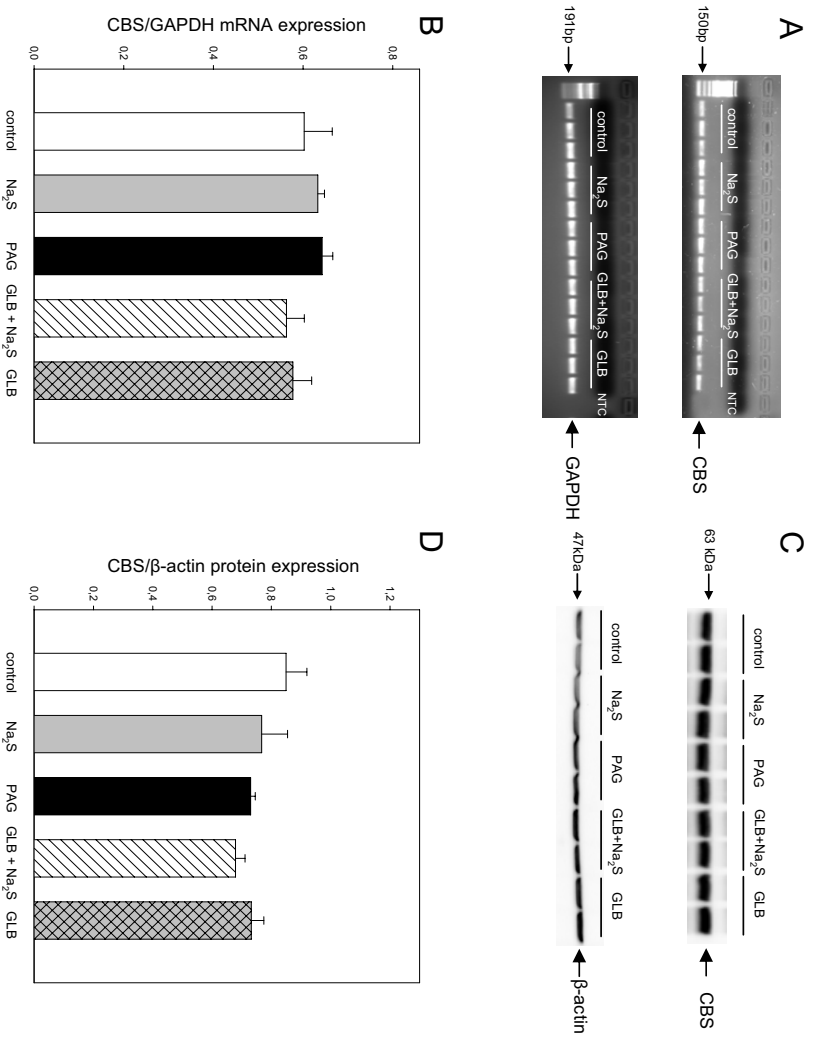 A
150bp
control Na₂S PAG GLB+Na₂S GLB NTC
CBS
191bp
control Na₂S PAG GLB+Na₂S GLB NTC
GAPDH
B
CBS/GAPDH mRNA expression
0,8
0,6
0,4
0,2
0,0
control Na₂S PAG GLB + Na₂S GLB
C
63 kDa
control Na₂S PAG GLB+Na₂S GLB
CBS
47kDa
control Na₂S PAG GLB+Na₂S GLB
β-actin
D
CBS/β-actin protein expression
1,2
1,0
0,8
0,6
0,4
0,2
0,0
control Na₂S PAG GLB + Na₂S GLB